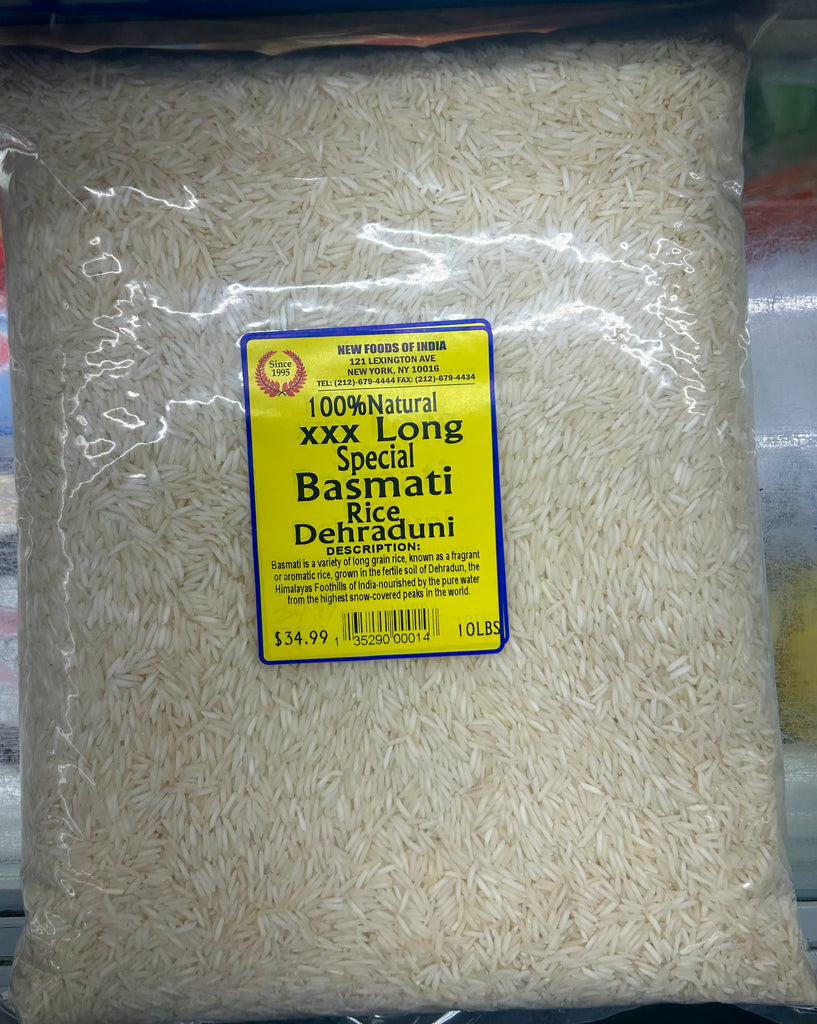 NEW FOODS OF INDIA
Since
1995
121 LEXINGTON AVE
NEW YORK, NY 10016
TEL: (212)-679-4444 FAX: (212)-679-4434
100%Natural
xxx Long
Special
Basmati
Rice
Dehraduni
DESCRIPTION:
Basmati is a variety of long grain rice, known as a fragrant
or aromatic rice, grown in the fertile soil of Dehradun, the
Himalayas Foothills of India-nourished by the pure water
from the highest snow-covered peaks in the world.
$34.99 1 35290 00014 10LBS